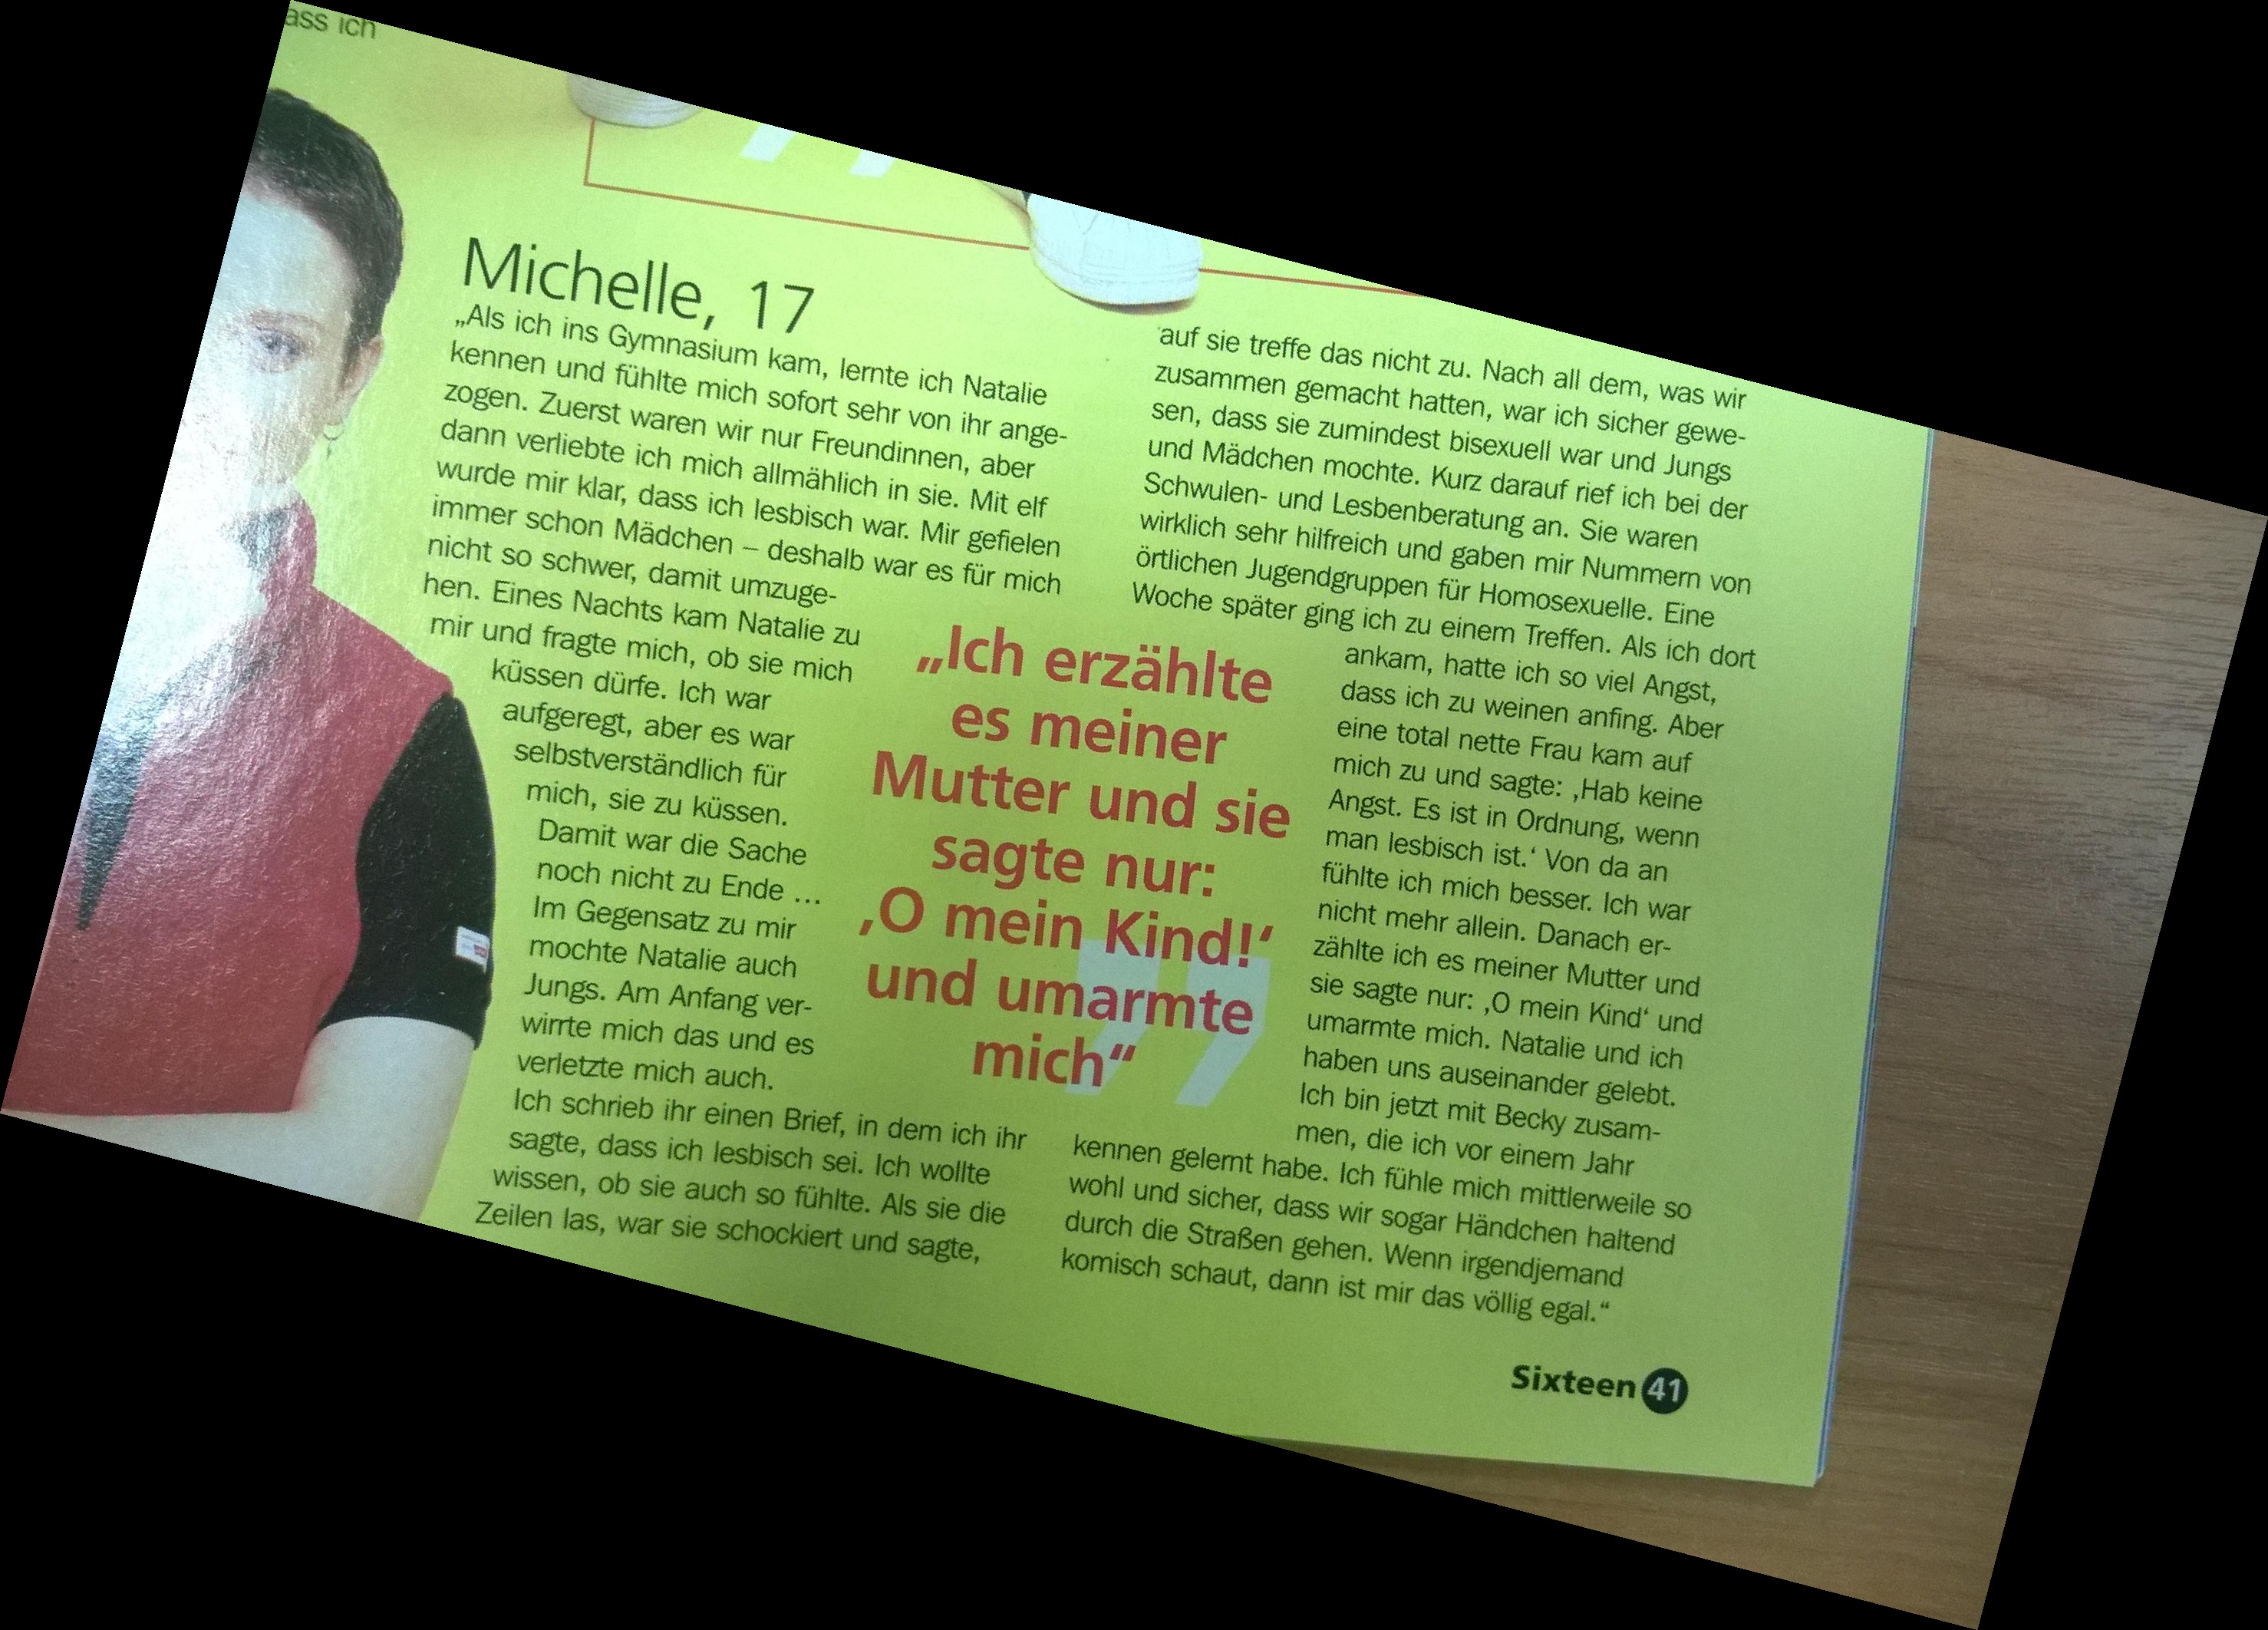 ass ich
Michelle, 17
„Als ich ins Gymnasium kam, lernte ich Natalie
kennen und fühlte mich sofort sehr von ihr ange-
zogen. Zuerst waren wir nur Freundinnen, aber
dann verliebte ich mich allmählich in sie. Mit elf
wurde mir klar, dass ich lesbisch war. Mir gefielen
immer schon Mädchen – deshalb war es für mich
nicht so schwer, damit umzuge-
hen. Eines Nachts kam Natalie zu
mir und fragte mich, ob sie mich
küssen dürfe. Ich war
aufgeregt, aber es war
selbstverständlich für
mich, sie zu küssen.
Damit war die Sache
noch nicht zu Ende ...
Im Gegensatz zu mir
mochte Natalie auch
Jungs. Am Anfang ver-
wirrte mich das und es
verletzte mich auch.
Ich schrieb ihr einen Brief, in dem ich ihr
sagte, dass ich lesbisch sei. Ich wollte
wissen, ob sie auch so fühlte. Als sie die
Zeilen las, war sie schockiert und sagte,
„Ich erzählte
es meiner
Mutter und sie
sagte nur:
‚O mein Kind!‘
und umarmte
mich“
auf sie treffe das nicht zu. Nach all dem, was wir
zusammen gemacht hatten, war ich sicher gewe-
sen, dass sie zumindest bisexuell war und Jungs
und Mädchen mochte. Kurz darauf rief ich bei der
Schwulen- und Lesbenberatung an. Sie waren
wirklich sehr hilfreich und gaben mir Nummern von
örtlichen Jugendgruppen für Homosexuelle. Eine
Woche später ging ich zu einem Treffen. Als ich dort
ankam, hatte ich so viel Angst,
dass ich zu weinen anfing. Aber
eine total nette Frau kam auf
mich zu und sagte: ‚Hab keine
Angst. Es ist in Ordnung, wenn
man lesbisch ist.‘ Von da an
fühlte ich mich besser. Ich war
nicht mehr allein. Danach er-
zählte ich es meiner Mutter und
sie sagte nur: ‚O mein Kind‘ und
umarmte mich. Natalie und ich
haben uns auseinander gelebt.
Ich bin jetzt mit Becky zusam-
men, die ich vor einem Jahr
kennen gelernt habe. Ich fühle mich mittlerweile so
wohl und sicher, dass wir sogar Händchen haltend
durch die Straßen gehen. Wenn irgendjemand
komisch schaut, dann ist mir das völlig egal.“
Sixteen 41